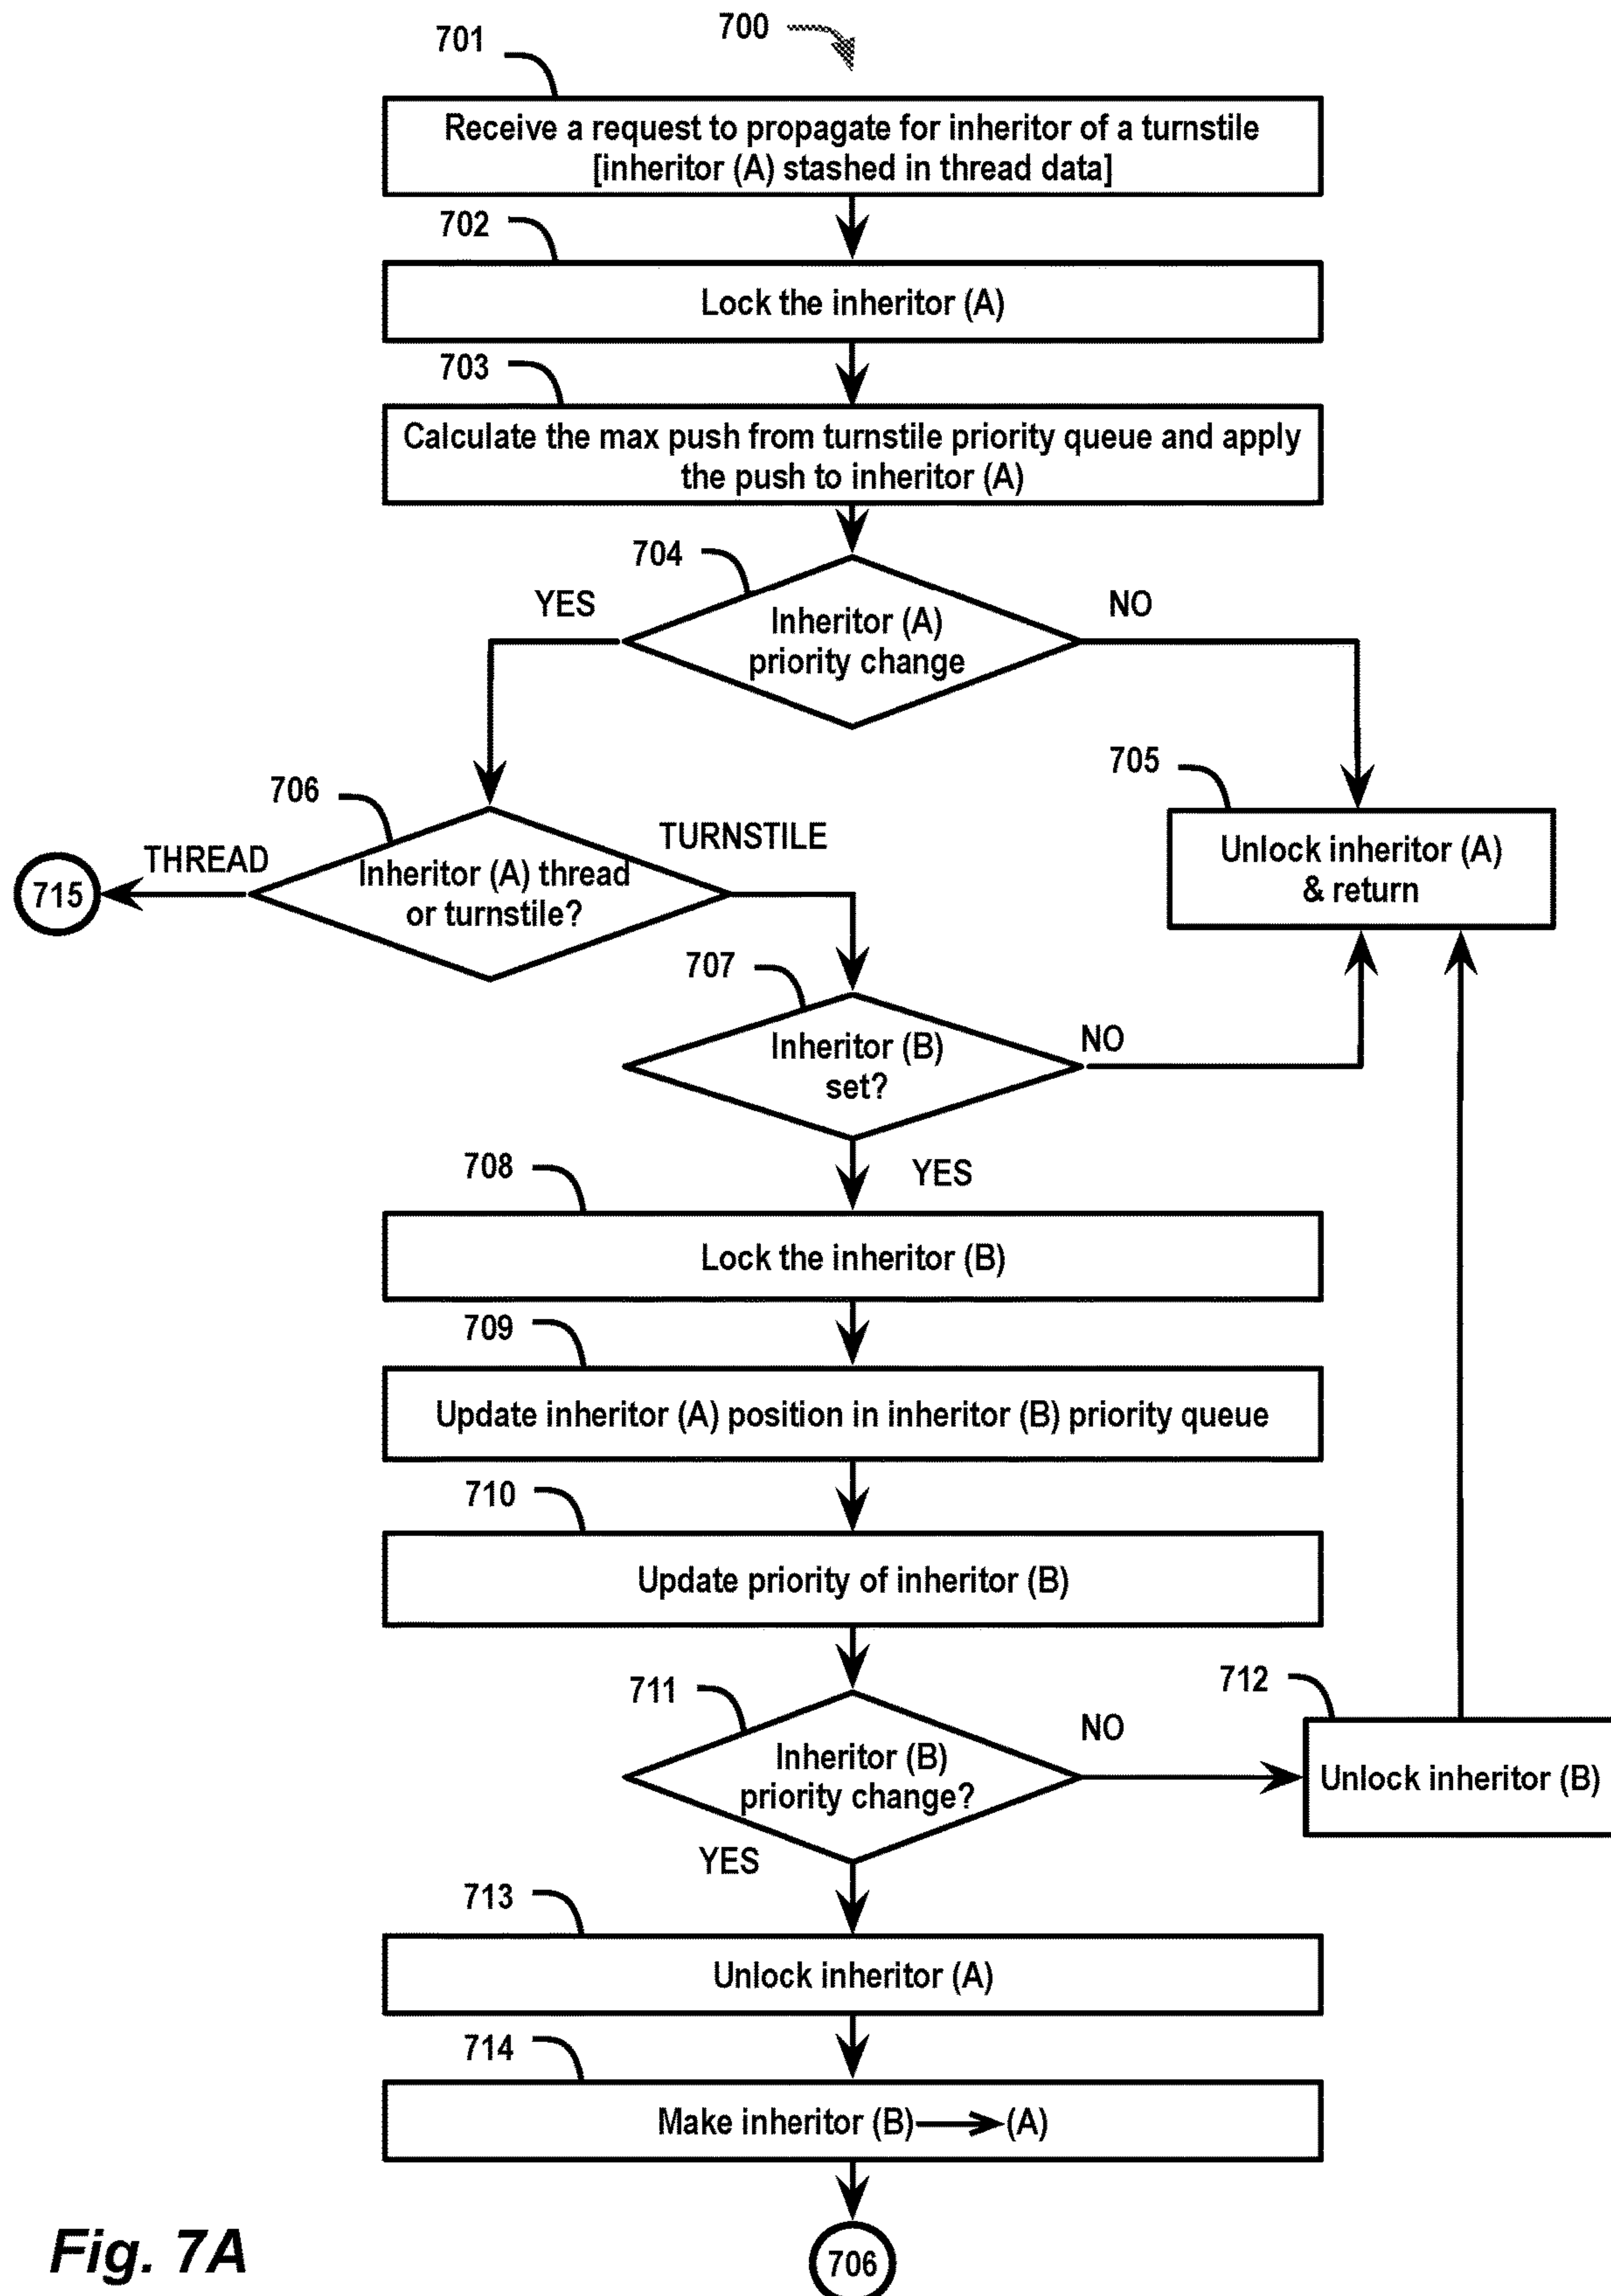 700
701
Receive a request to propagate for inheritor of a turnstile
[inheritor (A) stashed in thread data]
702
Lock the inheritor (A)
703
Calculate the max push from turnstile priority queue and apply
the push to inheritor (A)
704
YES
NO
Inheritor (A)
priority change
705
Unlock inheritor (A)
& return
706
THREAD
TURNSTILE
715
Inheritor (A) thread
or turnstile?
707
Inheritor (B)
set?
NO
YES
708
Lock the inheritor (B)
709
Update inheritor (A) position in inheritor (B) priority queue
710
Update priority of inheritor (B)
711
Inheritor (B)
priority change?
NO
712
Unlock inheritor (B)
YES
713
Unlock inheritor (A)
714
Make inheritor (B) → (A)
706
Fig. 7A